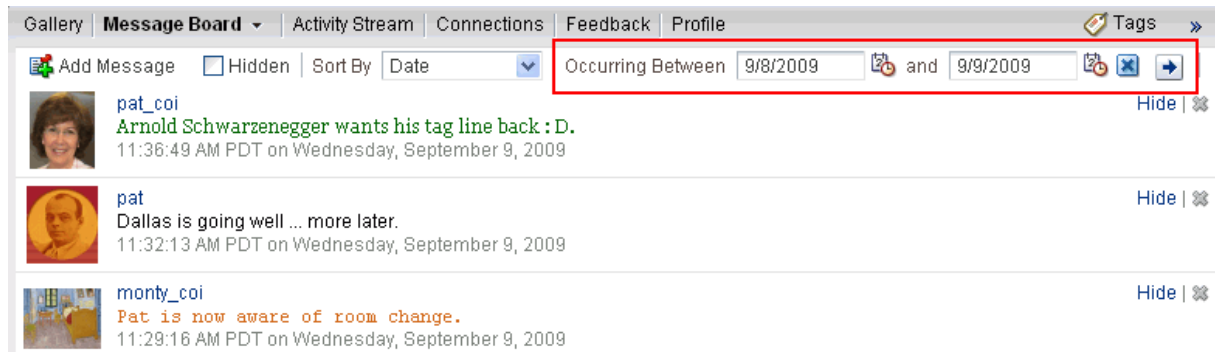 Gallery Message Board Activity Stream Connections Feedback Profile Tags »
Add Message Hidden Sort By Date Occurring Between 9/8/2009 and 9/9/2009
pat_coi Hide
Arnold Schwarzenegger wants his tag line back : D.
11:36:49 AM PDT on Wednesday, September 9, 2009
pat Hide
Dallas is going well ... more later.
11:32:13 AM PDT on Wednesday, September 9, 2009
monty_coi Hide
Pat is now aware of room change.
11:29:16 AM PDT on Wednesday, September 9, 2009